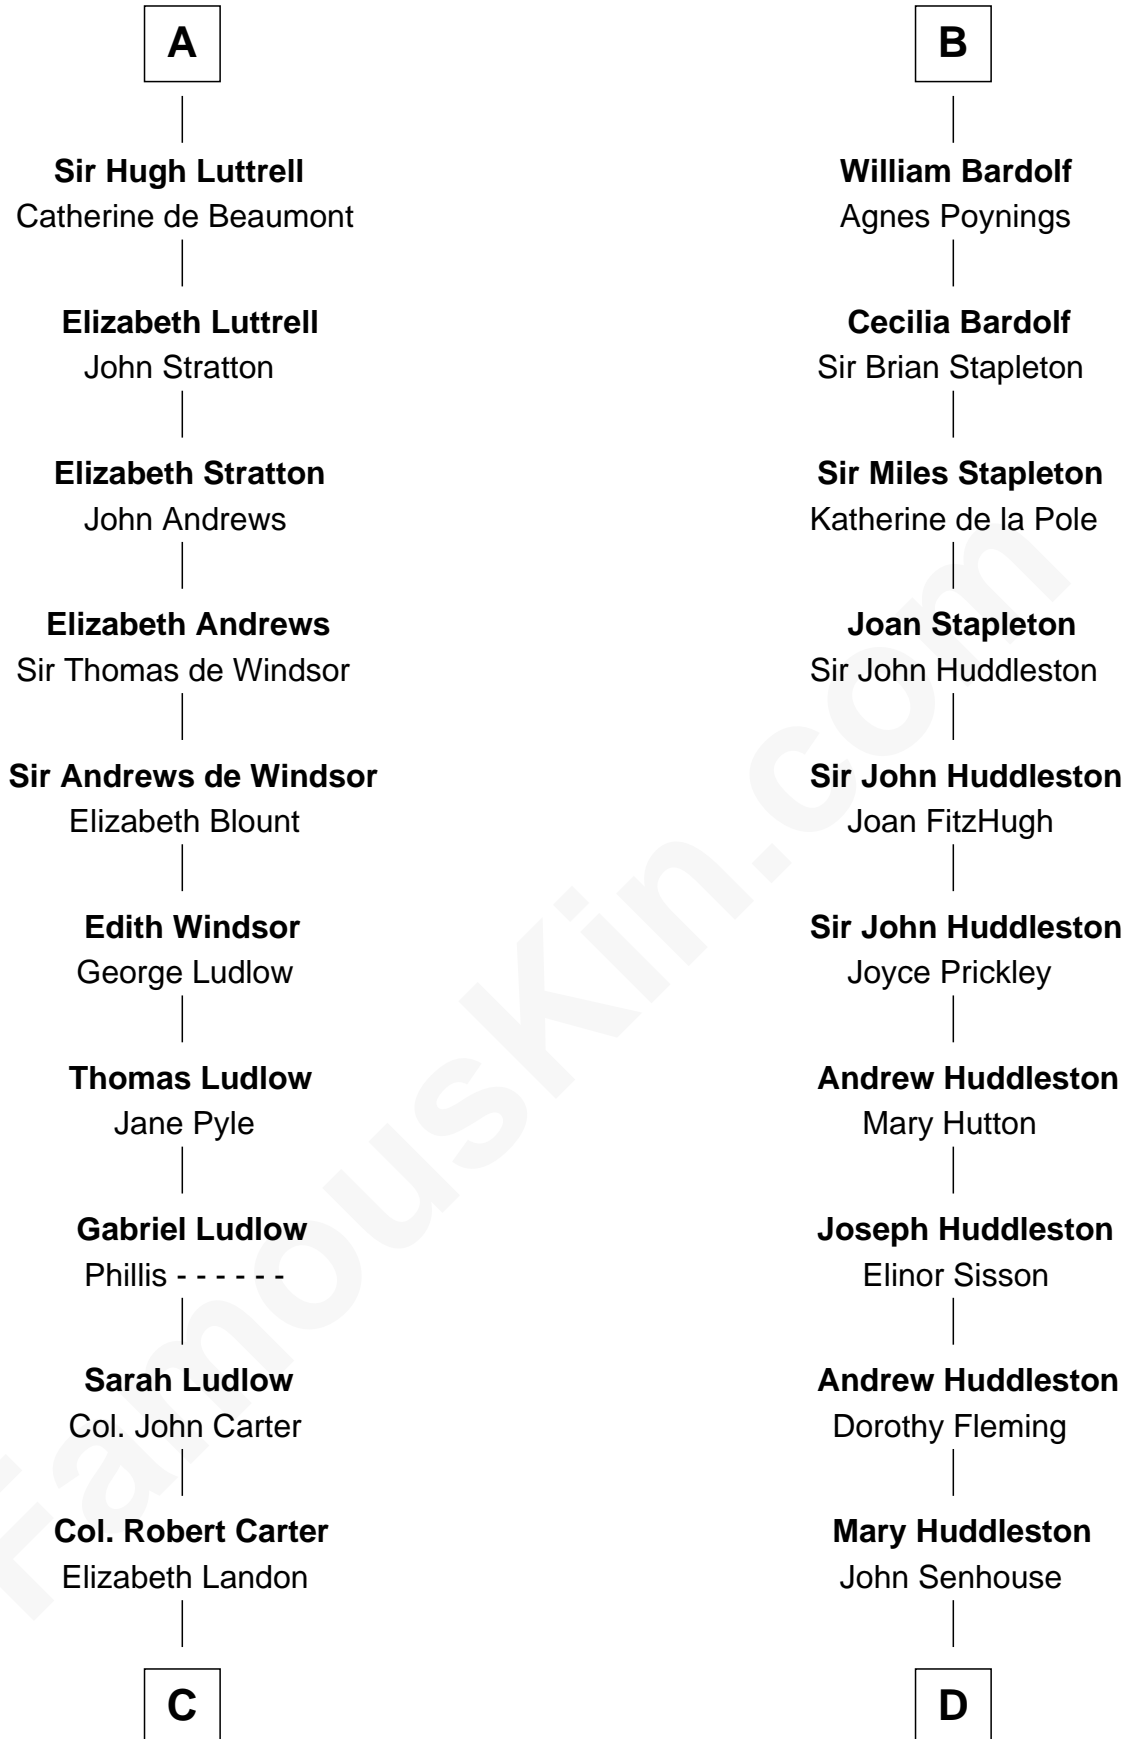 A
Sir Hugh Luttrell
Catherine de Beaumont
Elizabeth Luttrell
John Stratton
Elizabeth Stratton
John Andrews
Elizabeth Andrews
Sir Thomas de Windsor
Sir Andrews de Windsor
Elizabeth Blount
Edith Windsor
George Ludlow
Thomas Ludlow
Jane Pyle
Gabriel Ludlow
Phillis - - - - - -
Sarah Ludlow
Col. John Carter
Col. Robert Carter
Elizabeth Landon
C
B
William Bardolf
Agnes Poynings
Cecilia Bardolf
Sir Brian Stapleton
Sir Miles Stapleton
Katherine de la Pole
Joan Stapleton
Sir John Huddleston
Sir John Huddleston
Joan FitzHugh
Sir John Huddleston
Joyce Prickley
Andrew Huddleston
Mary Hutton
Joseph Huddleston
Elinor Sisson
Andrew Huddleston
Dorothy Fleming
Mary Huddleston
John Senhouse
D
FamousKin.com